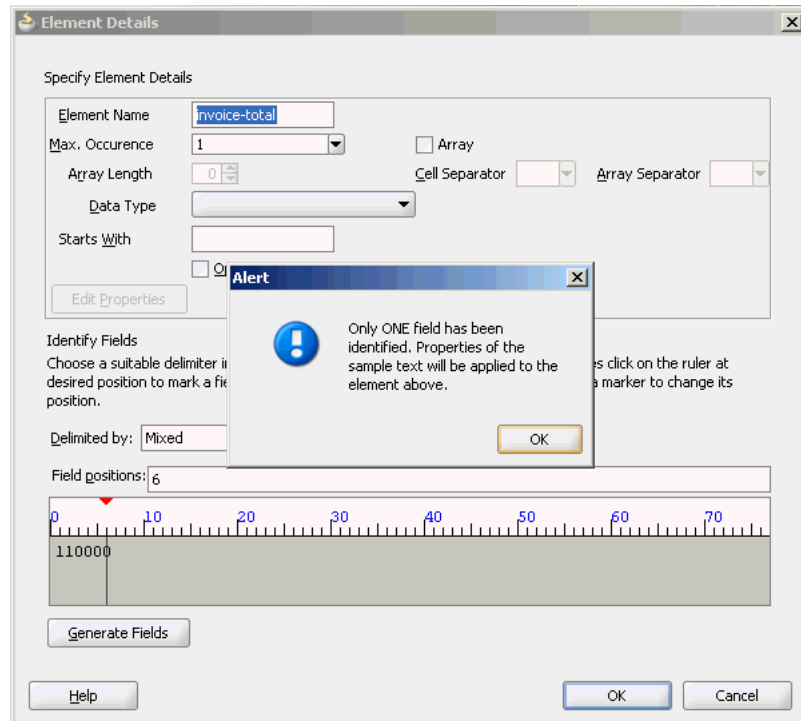 Element Details
Specify Element Details
Element Name invoice-total
Max. Occurence 1 Array
Array Length 0 Cell Separator Array Separator
Data Type
Starts With
Alert
Edit Properties
Only ONE field has been
identified. Properties of the
sample text will be applied to the
element above.
OK
Identify Fields
Choose a suitable delimiter click on the ruler at
desired position to mark a a marker to change its
position.
Delimited by: Mixed
Field positions: 6
0 10 20 30 40 50 60 70
110000
Generate Fields
Help OK Cancel